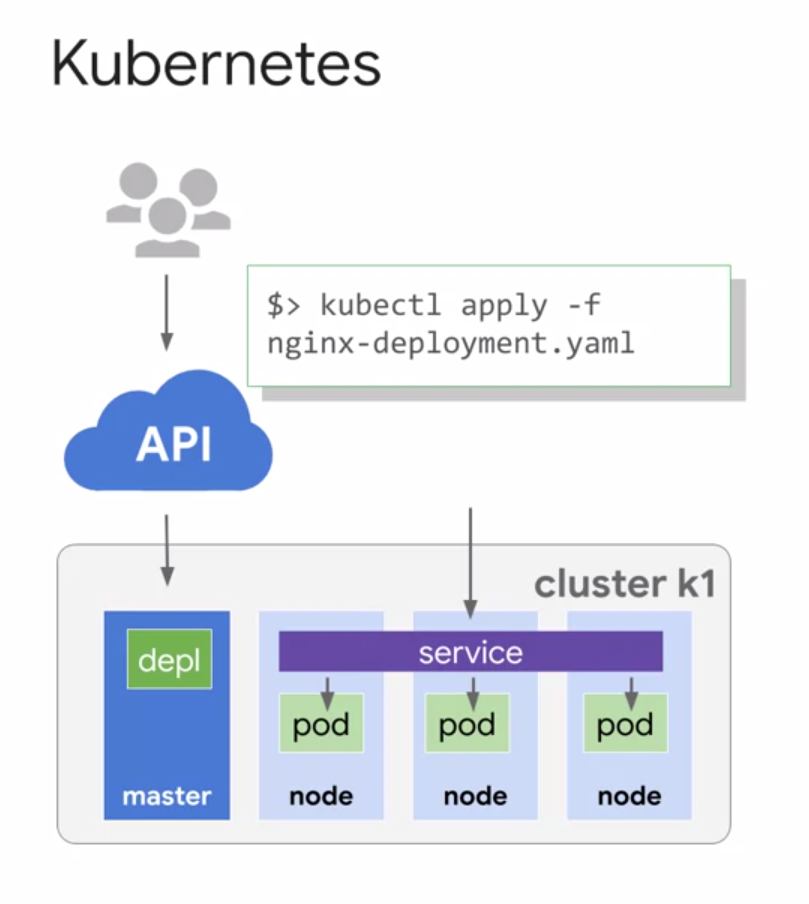 Kubernetes
$> kubectl apply -f
nginx-deployment.yaml
API
cluster k1
service
depl
pod
pod
pod
master
node
node
node